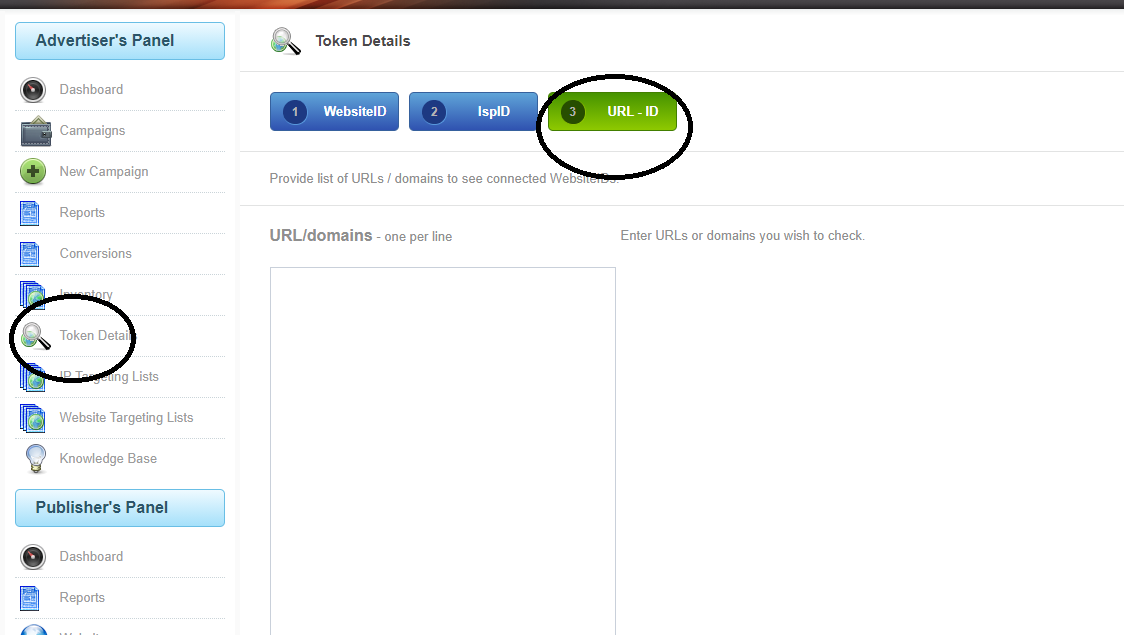 Advertiser's Panel
Dashboard
Campaigns
New Campaign
Reports
Conversions
Inventory
Token Details
IP Targeting Lists
Website Targeting Lists
Knowledge Base
Publisher's Panel
Dashboard
Reports
Token Details
1 WebsiteID
2 IspID
3 URL - ID
Provide list of URLs / domains to see connected WebsiteIDs.
URL/domains - one per line
Enter URLs or domains you wish to check.